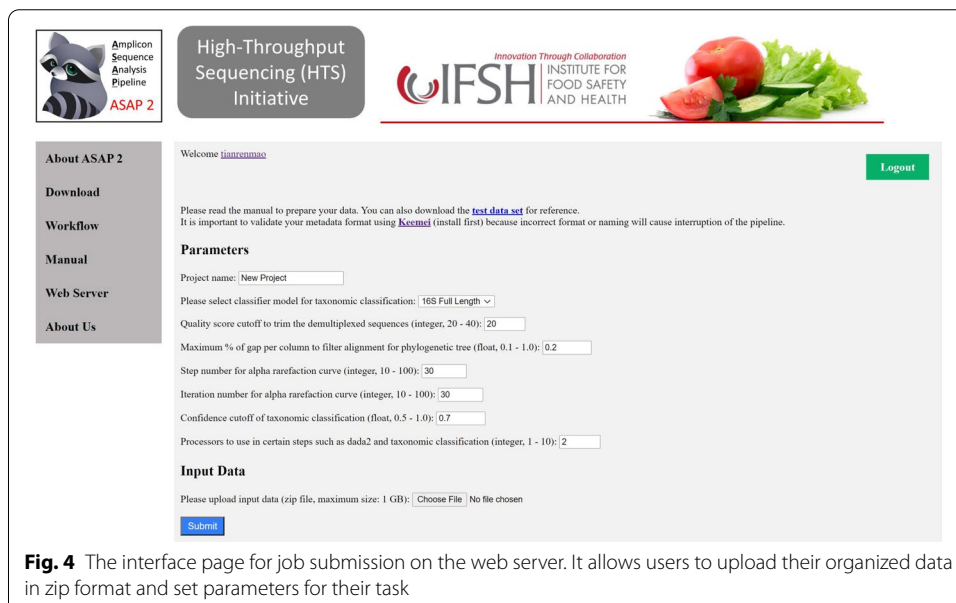 Amplicon
Sequence
Analysis
Pipeline
ASAP 2
High-Throughput
Sequencing (HTS)
Initiative
Innovation Through Collaboration
IFSH
INSTITUTE FOR
FOOD SAFETY
AND HEALTH
About ASAP 2
Download
Workflow
Manual
Web Server
About Us
Welcome tianrenmao
Logout
Please read the manual to prepare your data. You can also download the test data set for reference.
It is important to validate your metadata format using Keemei (install first) because incorrect format or naming will cause interruption of the pipeline.
Parameters
Project name: New Project
Please select classifier model for taxonomic classification: 16S Full Length
Quality score cutoff to trim the demultiplexed sequences (integer, 20 - 40): 20
Maximum % of gap per column to filter alignment for phylogenetic tree (float, 0.1 - 1.0): 0.2
Step number for alpha rarefaction curve (integer, 10 - 100): 30
Iteration number for alpha rarefaction curve (integer, 10 - 100): 30
Confidence cutoff of taxonomic classification (float, 0.5 - 1.0): 0.7
Processors to use in certain steps such as dada2 and taxonomic classification (integer, 1 - 10): 2
Input Data
Please upload input data (zip file, maximum size: 1 GB): Choose File No file chosen
Submit
Fig. 4 The interface page for job submission on the web server. It allows users to upload their organized data
in zip format and set parameters for their task